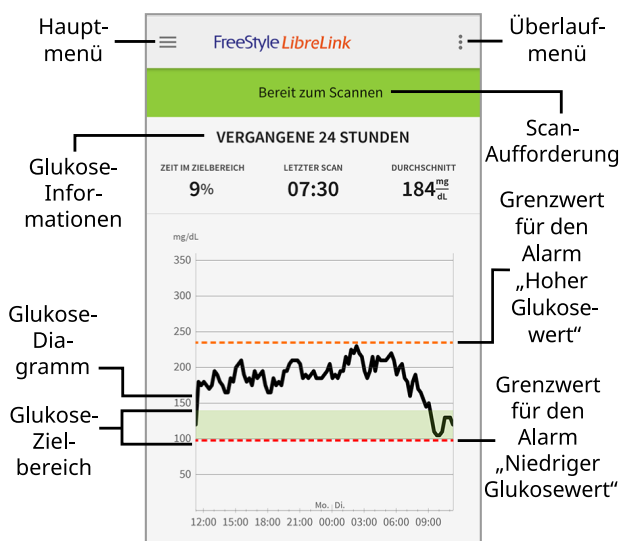 Haupt-
menü
FreeStyle LibreLink
Überlauf-
menü
Bereit zum Scannen
Scan-
Aufforderung
VERGANGENE 24 STUNDEN
Glukose-
Infor-
mationen
ZEIT IM ZIELBEREICH
9%
LETZTER SCAN
07:30
DURCHSCHNITT
184 mg/dL
Grenzwert
für den
Alarm
„Hoher
Glukose-
wert“
mg/dL
350
300
250
200
150
100
50
Glukose-
Dia-
gramm
Glukose-
Ziel-
bereich
Grenzwert
für den
Alarm
„Niedriger
Glukosewert“
Mo. Di.
12:00 15:00 18:00 21:00 00:00 03:00 06:00 09:00